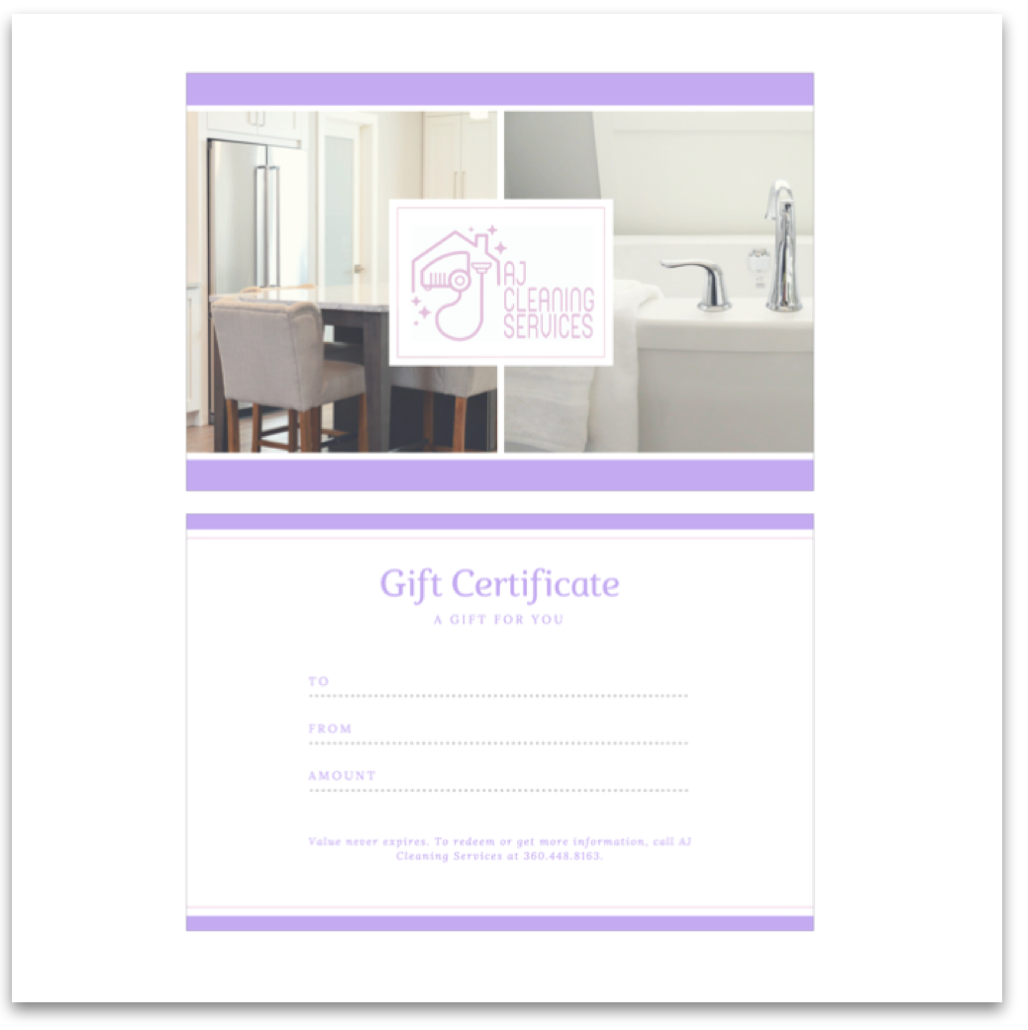 AJ
CLEANING
SERVICES
Gift Certificate
A GIFT FOR YOU
TO
FROM
AMOUNT
Value never expires. To redeem or get more information, call AJ
Cleaning Services at 360.448.8163.